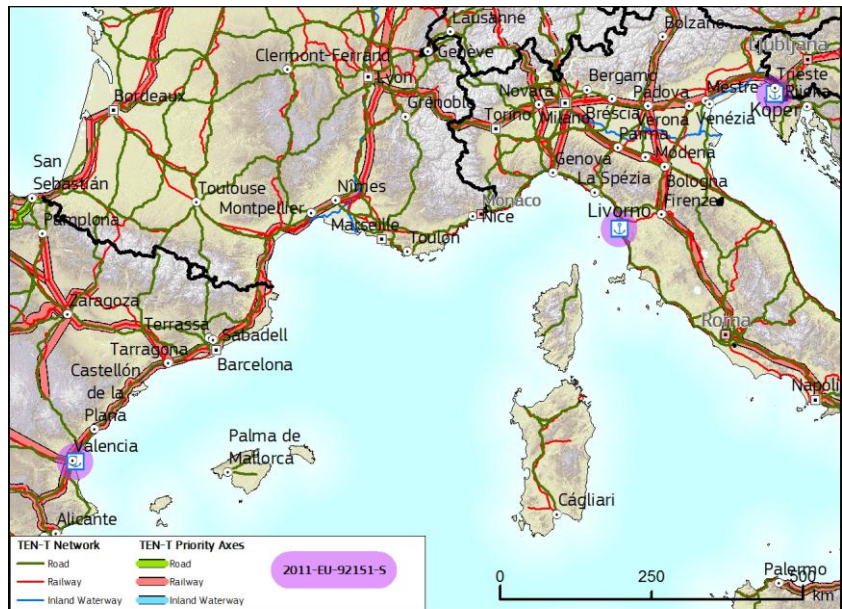 Lausanne
Bolzano
Genève
Ljubljana
Clermont-Ferrand
Lyon
Bergamo
Trieste
Novara
Padova
Mestre
Rijeka
Bordeaux
Grenoble
Torino
Milano
Brescia
Verona
Venézia
Koper
Parma
San
Sebastián
Genova
Modena
La Spézia
Bologna
Toulouse
Nîmes
Monaco
Pamplona
Montpellier
Nice
Livorno
Firenze
Marseille
Toulon
Zaragoza
Terrassa
Sabadell
Roma
Tarragona
Barcelona
Castellón
de la
Plana
Napoli
Valencia
Palma de
Mallorca
Cágliari
Alicante
TEN-T Network
TEN-T Priority Axes
Road
Road
Railway
Railway
Inland Waterway
Inland Waterway
2011-EU-92151-S
Palermo
0
250
500
km